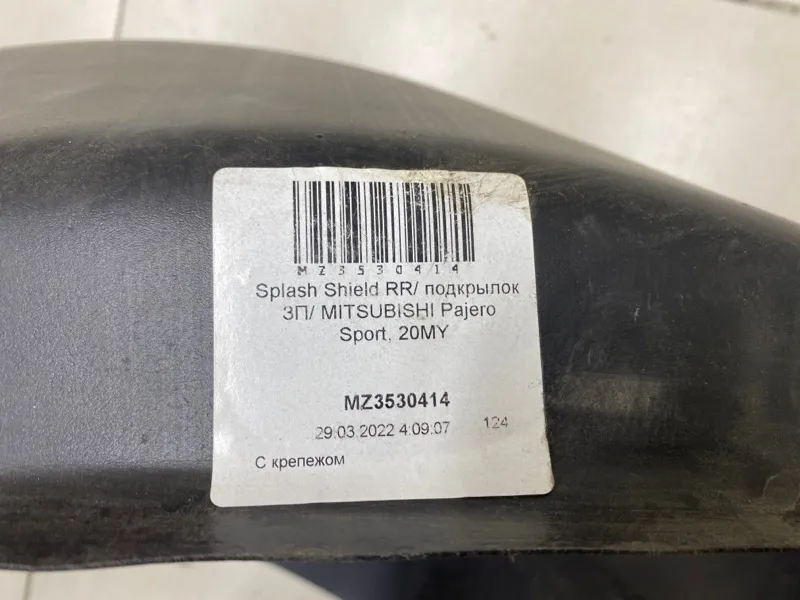 MZ3530414
Splash Shield RR/ подкрылок
ЗП/ MITSUBISHI Pajero
Sport, 20MY
MZ3530414
29.03.2022 4:09:07 124
С крепежом